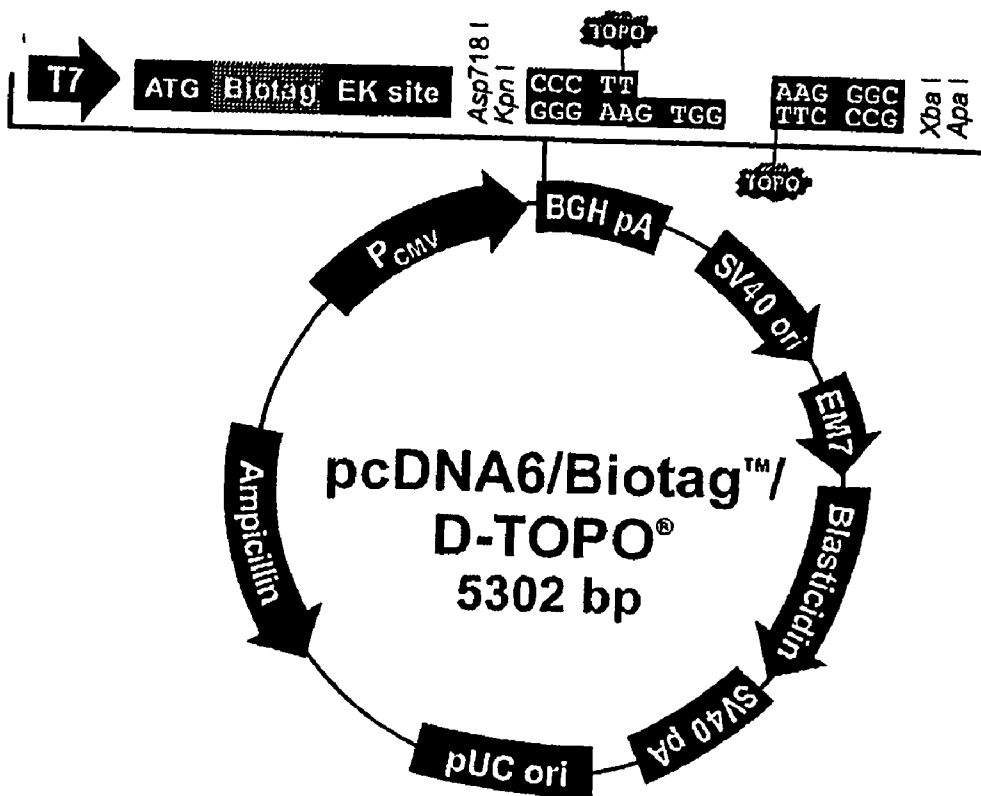 TOPO
T7
ATG Biotag EK site
Asp718 I
Kpn I
CCC TT
GGG AAG TGG
AAG GGC
TTC CCG
Xba I
Apa I
TOPO
PCMV
BGH pA
SV40 ori
EM7
Blasticidin
SV40 pA
pUC ori
Ampicillin
pcDNA6/Biotag™/
D-TOPO®
5302 bp